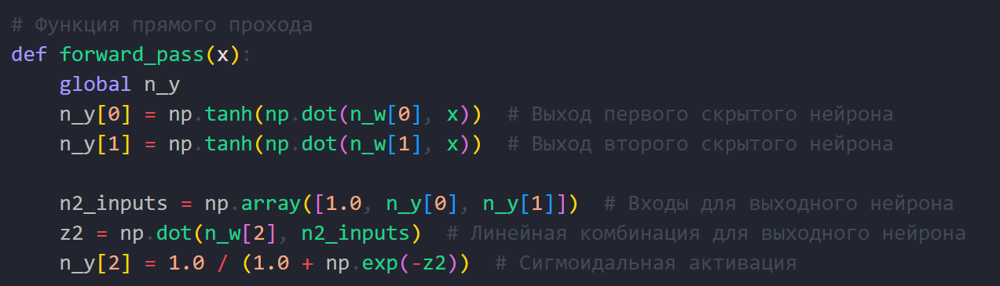 # Функция прямого прохода
def forward_pass(x):
    global n_y
    n_y[0] = np.tanh(np.dot(n_w[0], x))  # Выход первого скрытого нейрона
    n_y[1] = np.tanh(np.dot(n_w[1], x))  # Выход второго скрытого нейрона
    n2_inputs = np.array([1.0, n_y[0], n_y[1]])  # Входы для выходного нейрона
    z2 = np.dot(n_w[2], n2_inputs)  # Линейная комбинация для выходного нейрона
    n_y[2] = 1.0 / (1.0 + np.exp(-z2))  # Сигмоидальная активация